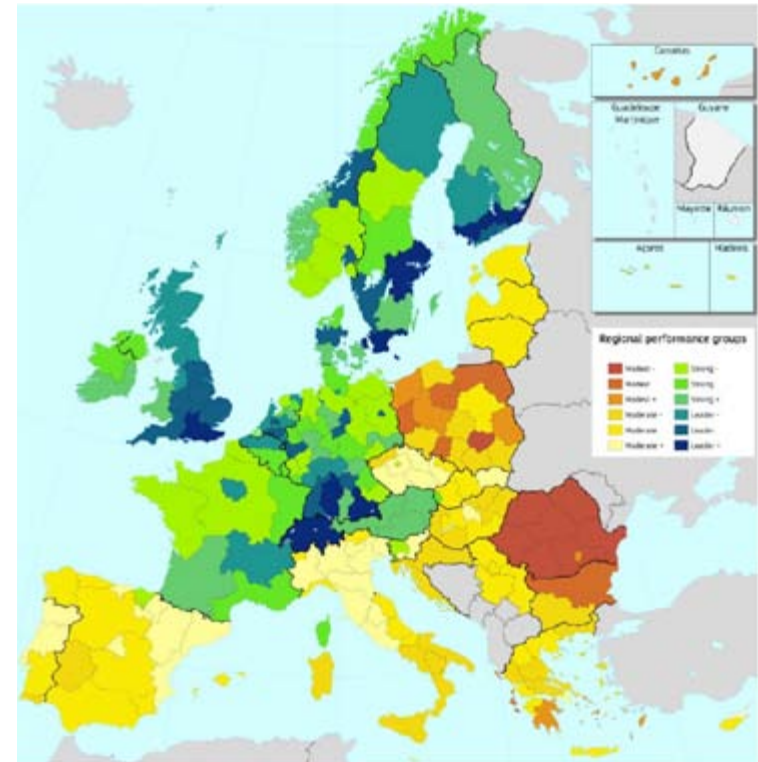 Canarias
Guadeloupe
Martinique
Guyane
Mayotte
Réunion
Açores
Madeira
Regional performance groups
Modest -
Modest
Modest +
Moderate -
Moderate
Moderate +
Strong -
Strong
Strong +
Leader -
Leader
Leader +